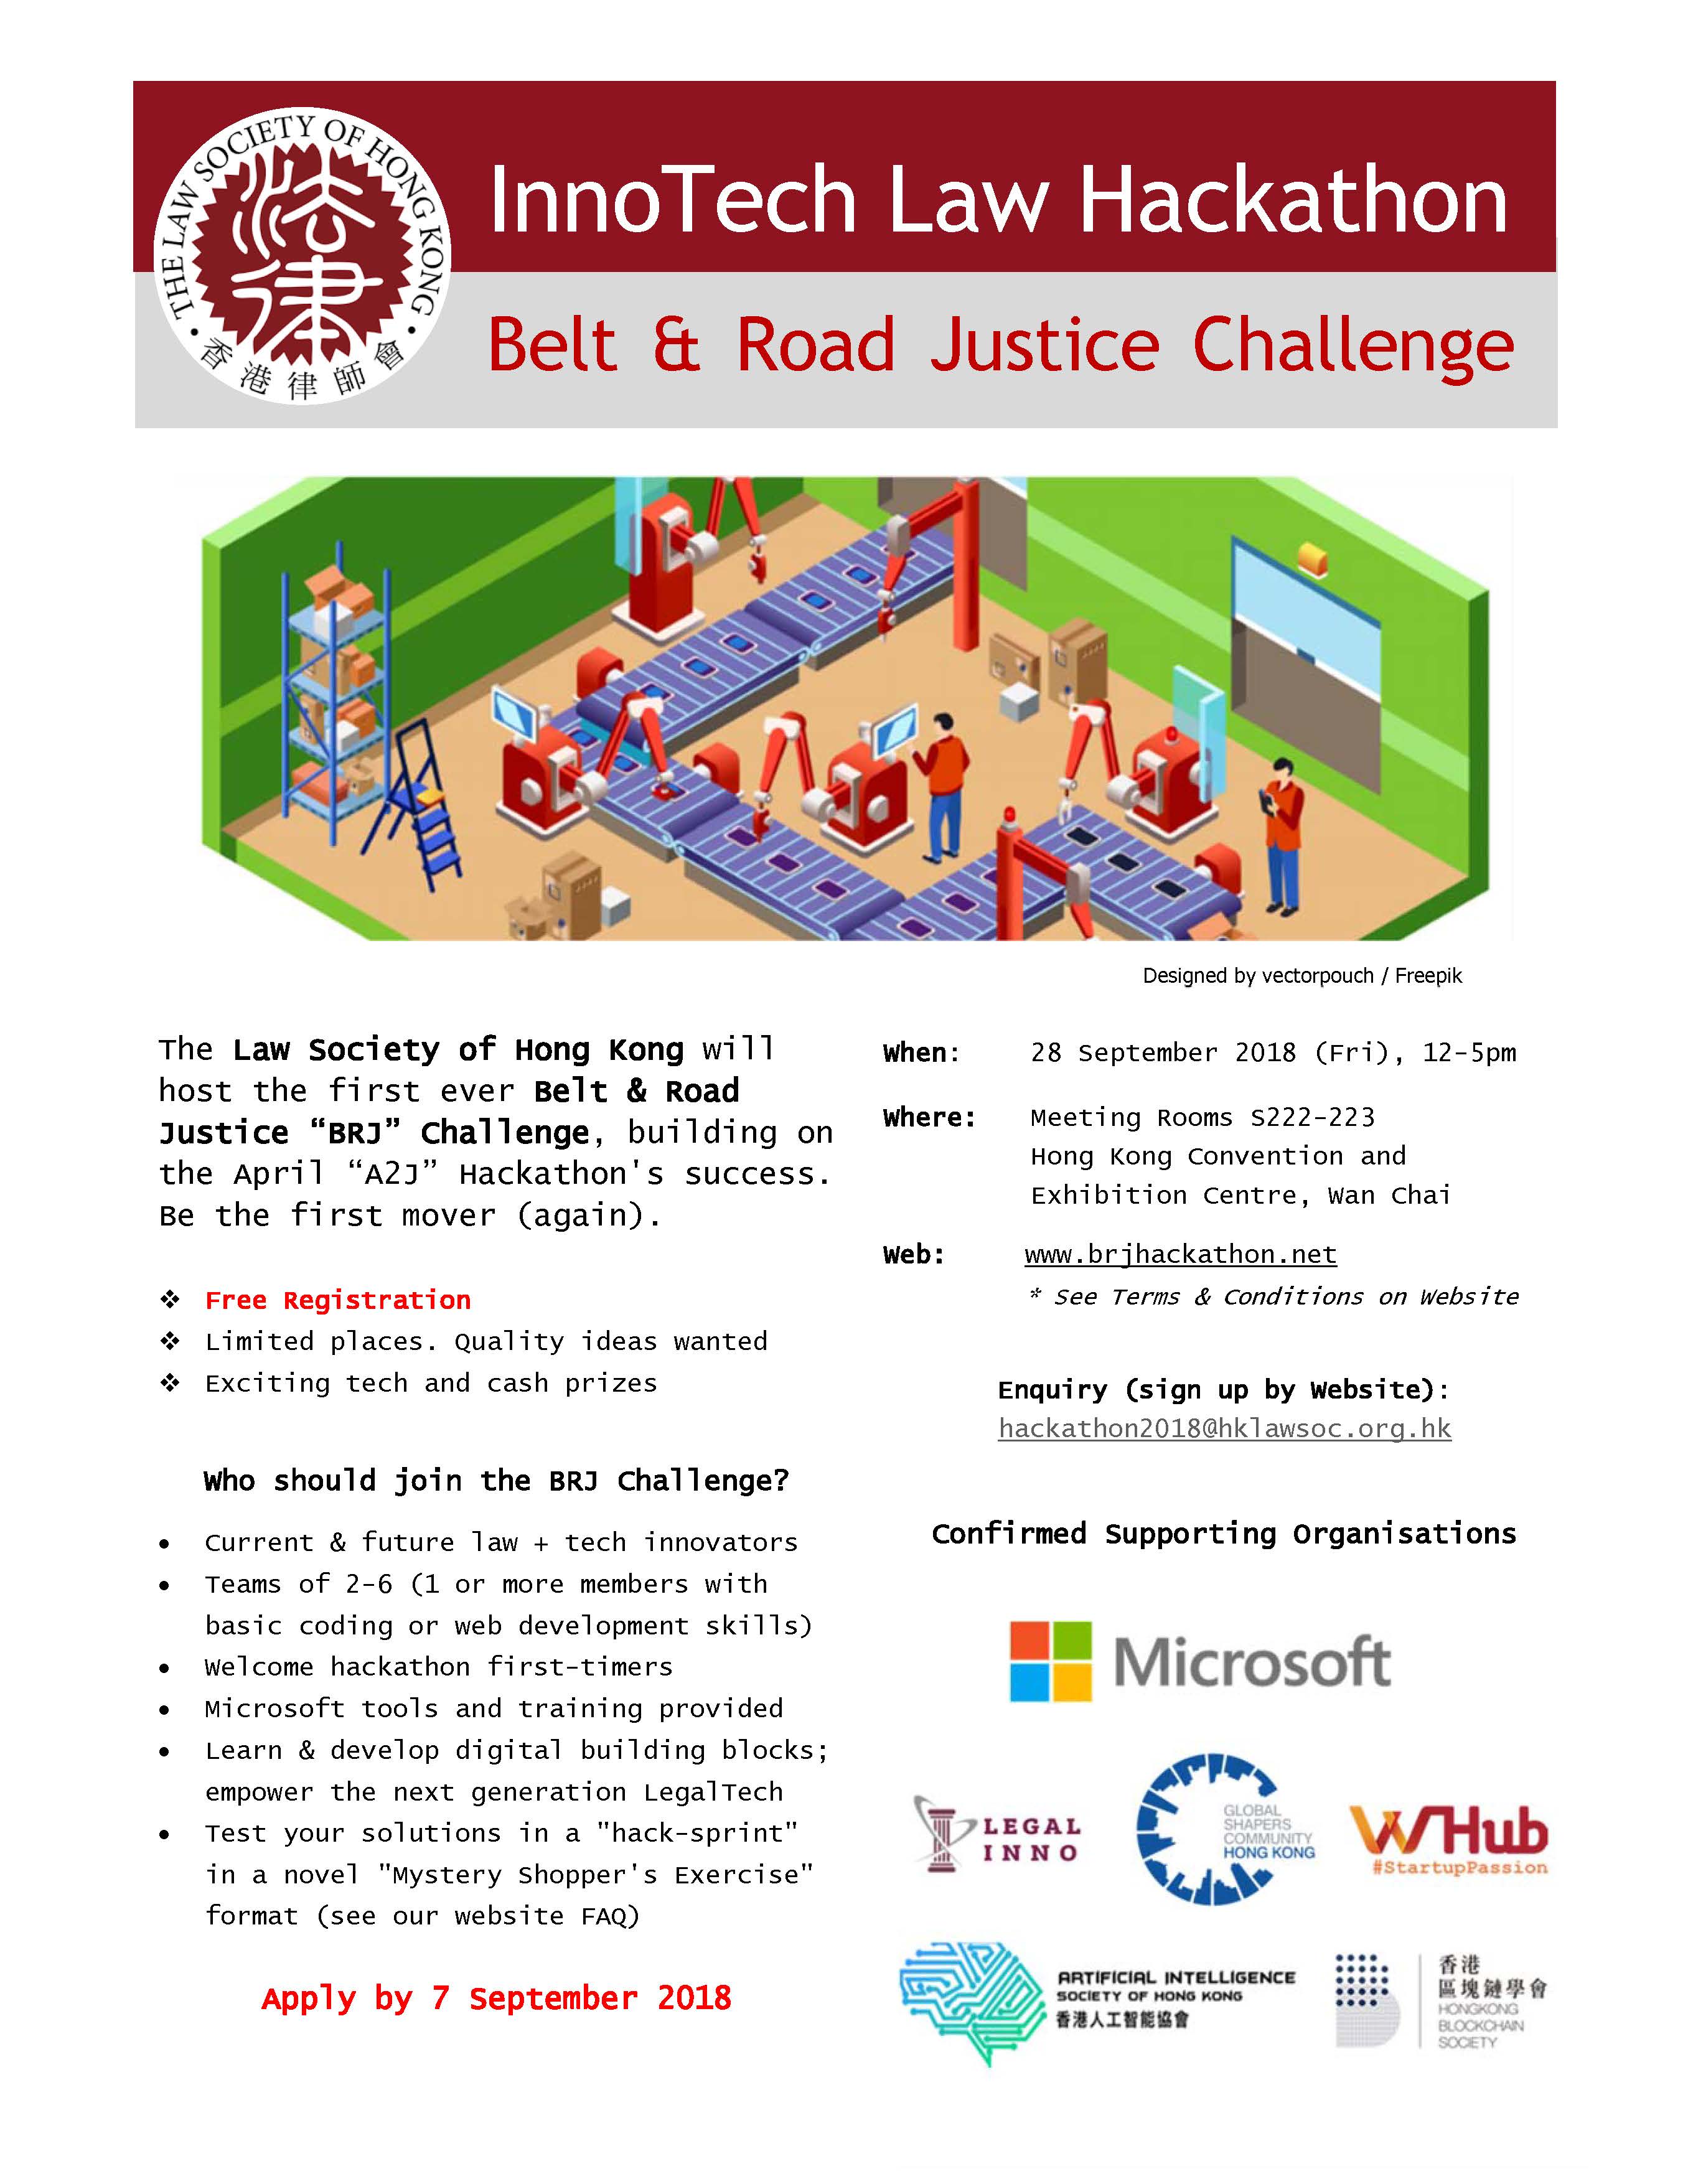 THE LAW SOCIETY OF HONG KONG
法律
香港律師會
InnoTech Law Hackathon
Belt & Road Justice Challenge
Designed by vectorpouch / Freepik
The Law Society of Hong Kong will
host the first ever Belt & Road
Justice “BRJ” Challenge, building on
the April “A2J” Hackathon's success.
Be the first mover (again).
❖ Free Registration
❖ Limited places. Quality ideas wanted
❖ Exciting tech and cash prizes
Who should join the BRJ Challenge?
• Current & future law + tech innovators
• Teams of 2-6 (1 or more members with
basic coding or web development skills)
• Welcome hackathon first-timers
• Microsoft tools and training provided
• Learn & develop digital building blocks;
empower the next generation LegalTech
• Test your solutions in a "hack-sprint"
in a novel "Mystery Shopper's Exercise"
format (see our website FAQ)
Apply by 7 September 2018
When: 28 September 2018 (Fri), 12-5pm
Where: Meeting Rooms S222-223
Hong Kong Convention and
Exhibition Centre, Wan Chai
Web: www.brjhackathon.net
* See Terms & Conditions on Website
Enquiry (sign up by Website):
hackathon2018@hklawsoc.org.hk
Confirmed Supporting Organisations
Microsoft
LEGAL
INNO
GLOBAL
SHAPERS
COMMUNITY
HONG KONG
WHub
#StartupPassion
ARTIFICIAL INTELLIGENCE
SOCIETY OF HONG KONG
香港人工智能協會
香港
區塊鏈學會
HONGKONG
BLOCKCHAIN
SOCIETY